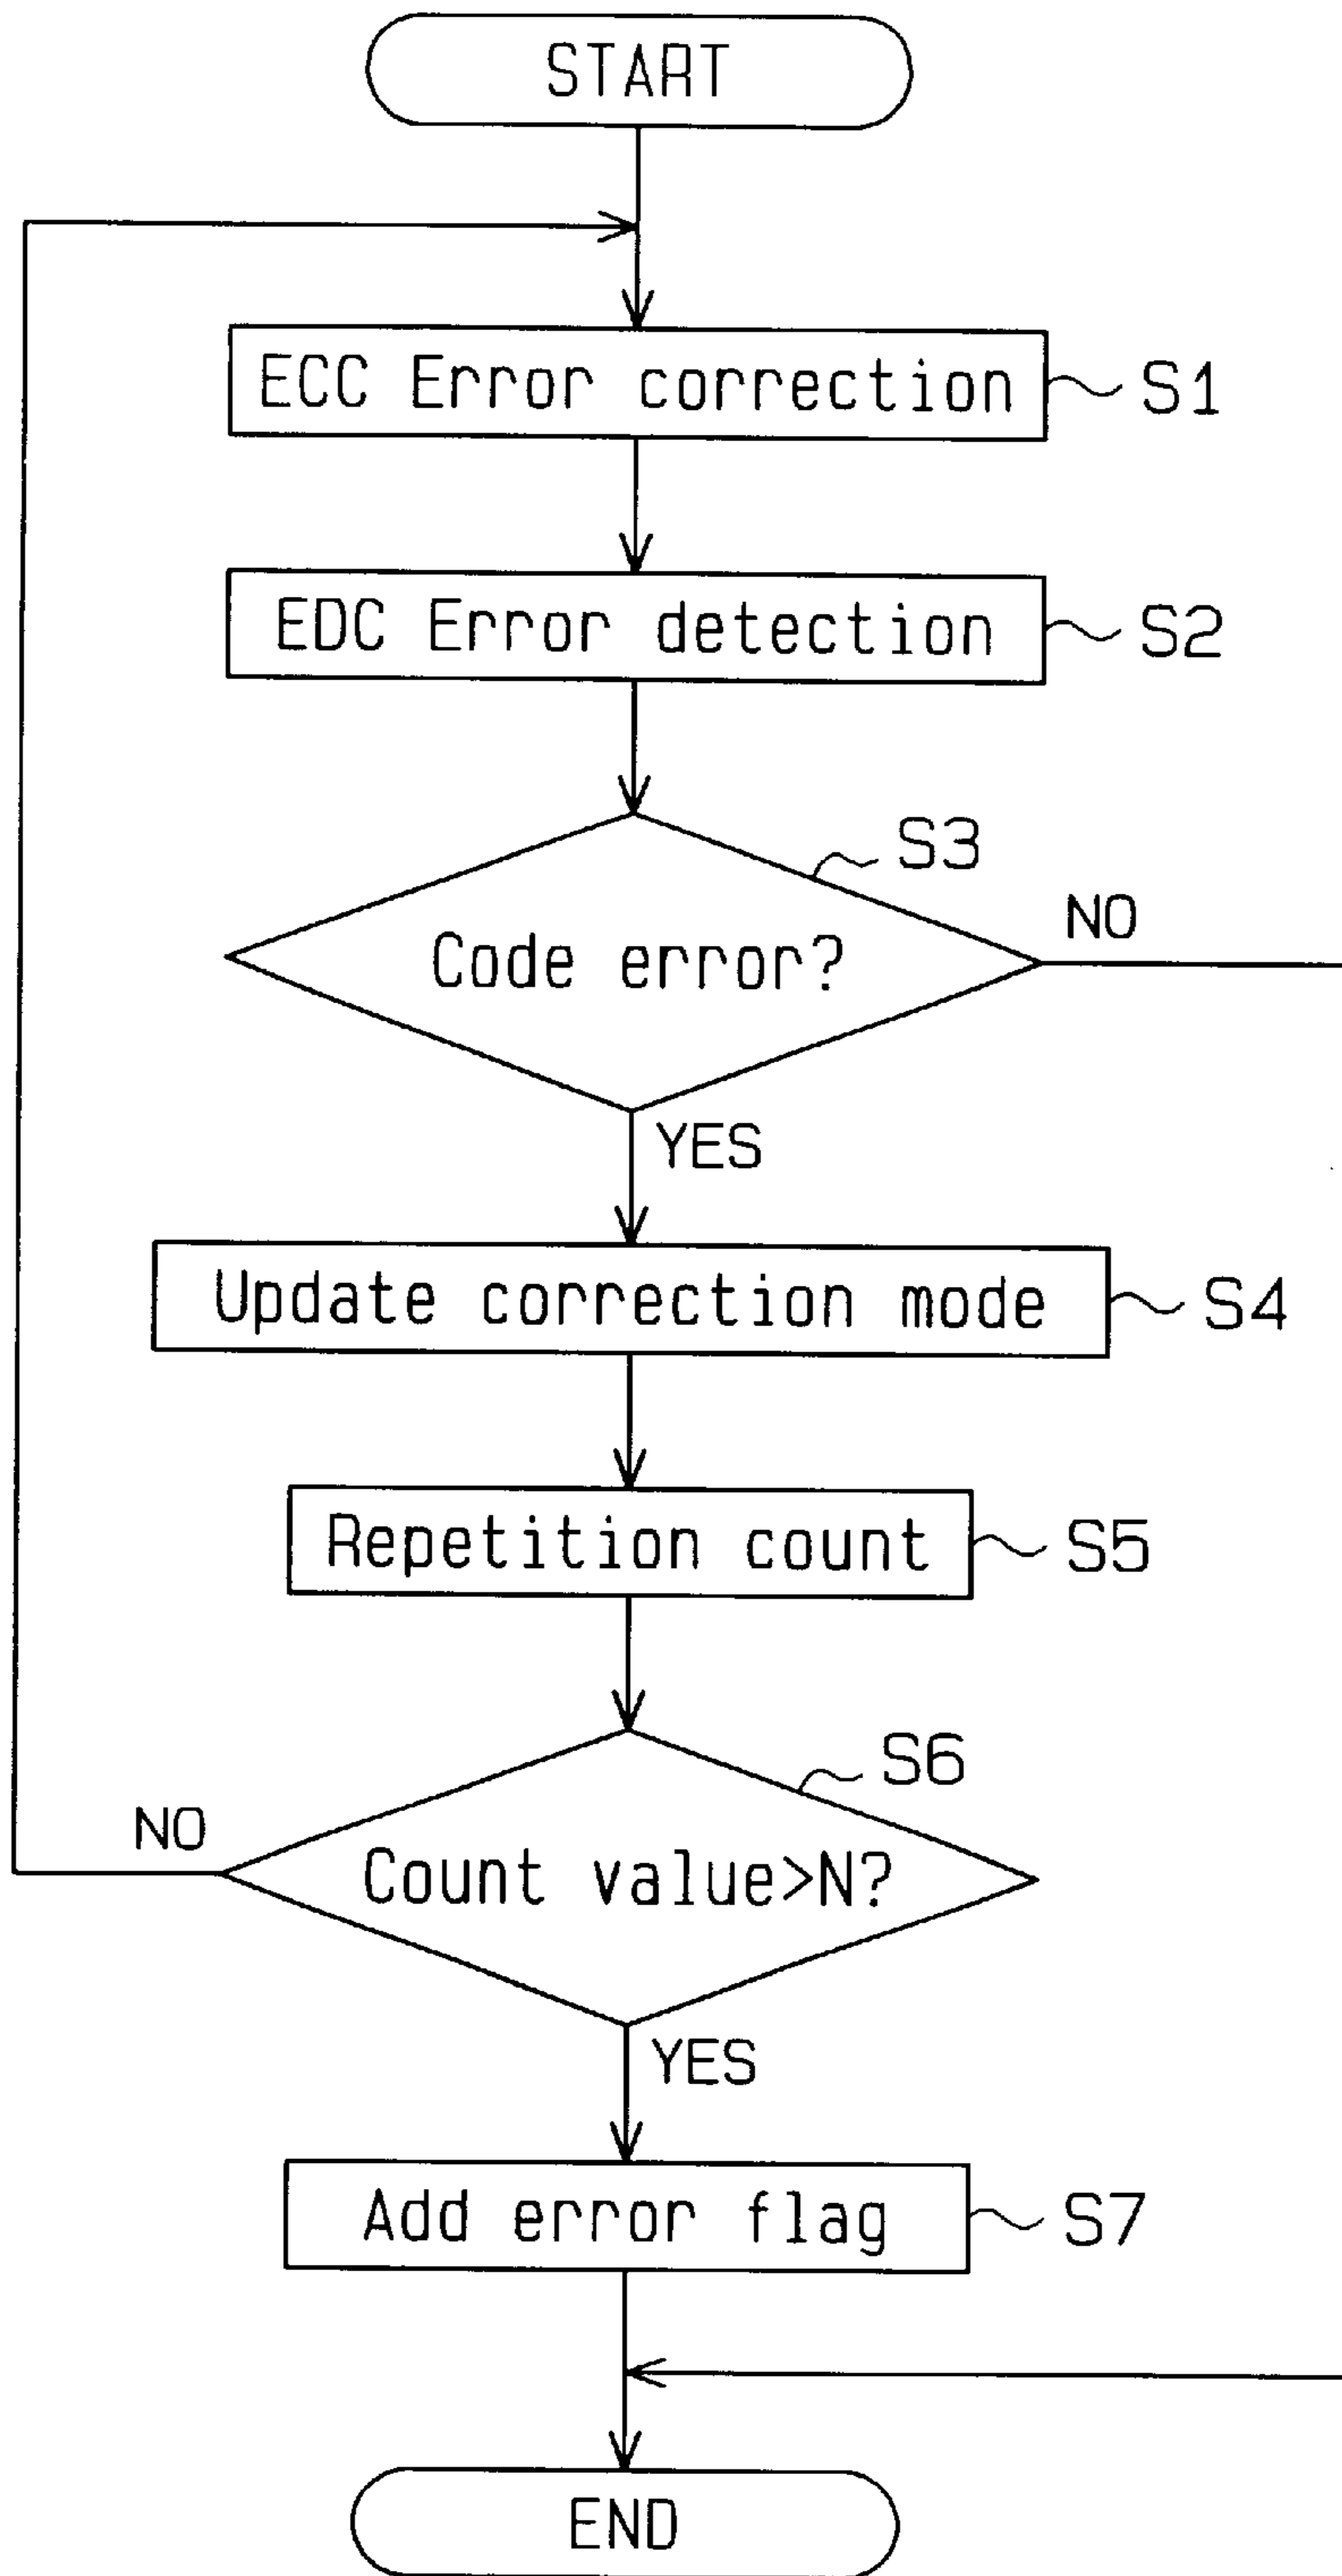 START
ECC Error correction
S1
EDC Error detection
S2
S3
Code error?
NO
YES
Update correction mode
S4
Repetition count
S5
S6
NO
Count value>N?
YES
Add error flag
S7
END